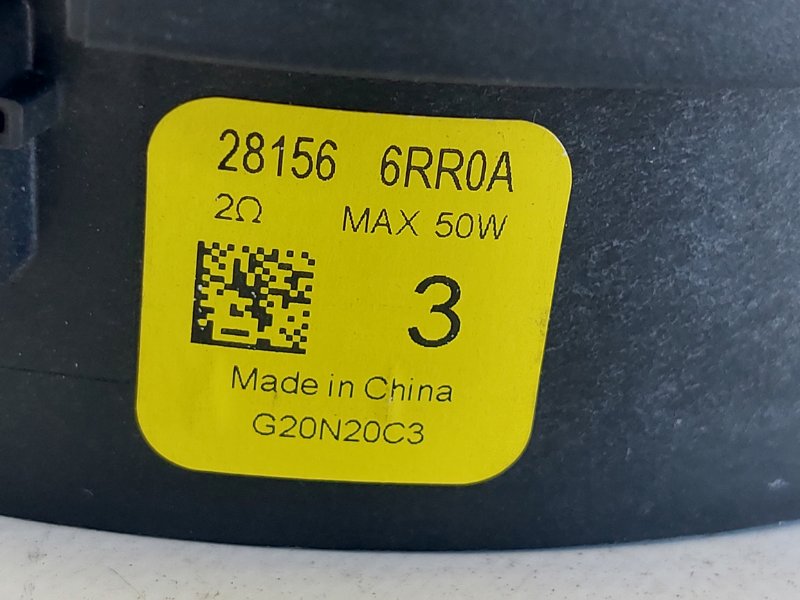 28156 6RR0A
2Ω MAX 50W
3
Made in China
G20N20C3